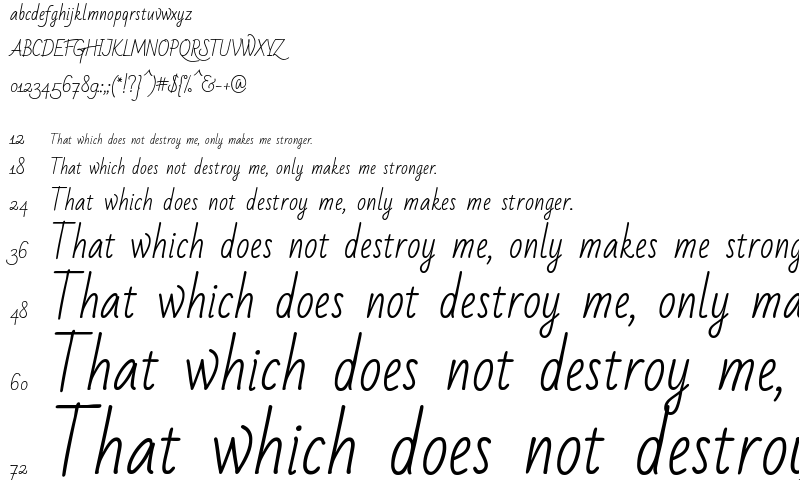 abcdefghijklmnopqrstuvwxyz
ABCDEFGHIJKLMNOPQRSTUVWXYZ
0123456789.:,;(*!?}^)#${%^&-+@
12 That which does not destroy me, only makes me stronger.
18 That which does not destroy me, only makes me stronger.
24 That which does not destroy me, only makes me stronger.
36 That which does not destroy me, only makes me strong
48 That which does not destroy me, only ma
60 That which does not destroy me,
72 That which does not destroy